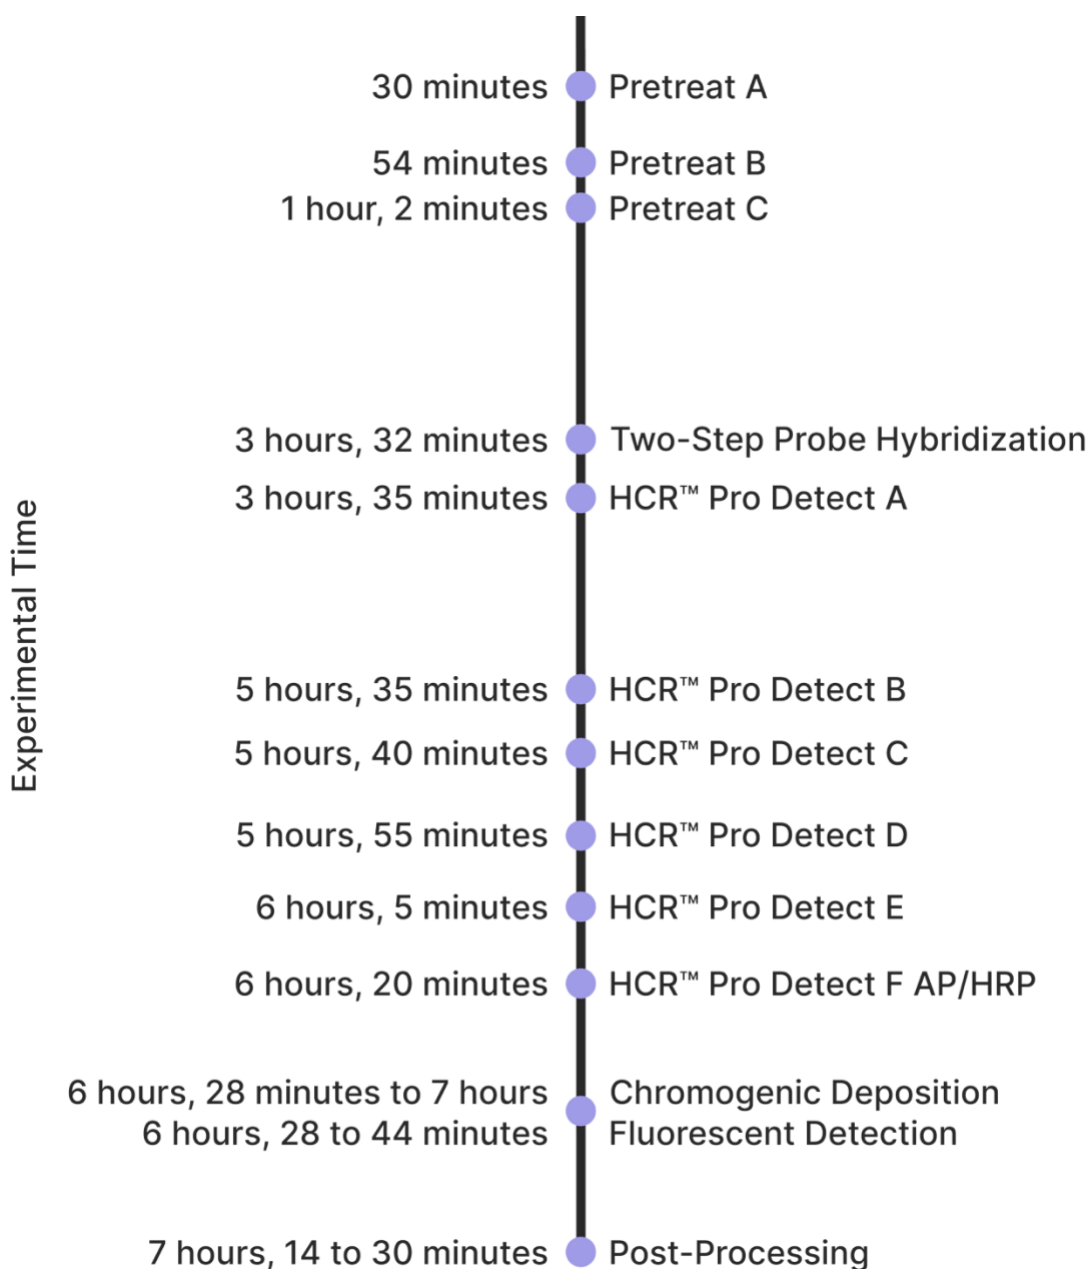 30 minutes Pretreat A
54 minutes Pretreat B
1 hour, 2 minutes Pretreat C
3 hours, 32 minutes Two-Step Probe Hybridization
3 hours, 35 minutes HCR™ Pro Detect A
Experimental Time
5 hours, 35 minutes HCR™ Pro Detect B
5 hours, 40 minutes HCR™ Pro Detect C
5 hours, 55 minutes HCR™ Pro Detect D
6 hours, 5 minutes HCR™ Pro Detect E
6 hours, 20 minutes HCR™ Pro Detect F AP/HRP
6 hours, 28 minutes to 7 hours Chromogenic Deposition
6 hours, 28 to 44 minutes Fluorescent Detection
7 hours, 14 to 30 minutes Post-Processing